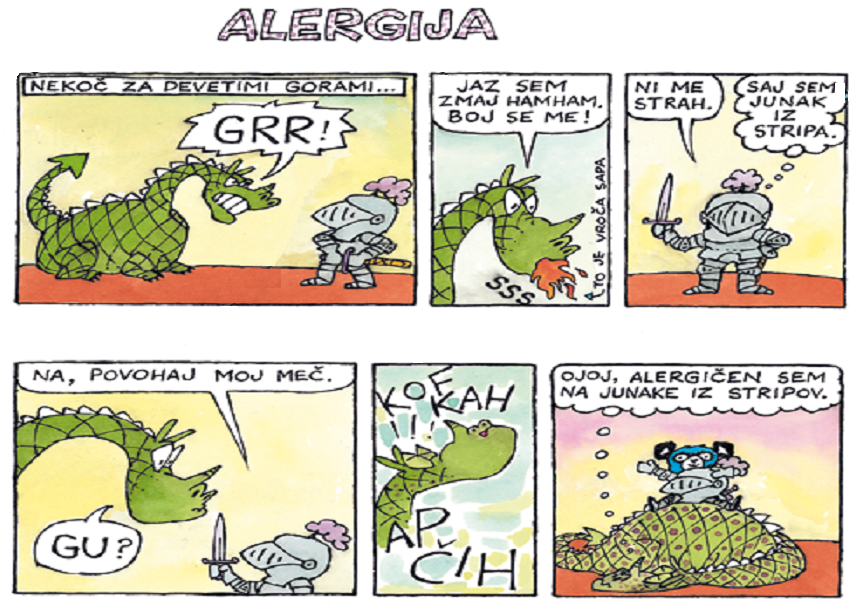 ALERGIJA
NEKOČ ZA DEVETIMI GORAMI...
GRR!
JAZ SEM
ZMAJ HAMHAM.
BOJ SE ME!
SSS
TO JE VROČA SAPA
NI ME
STRAH.
SAJ SEM
JUNAK
IZ
STRIPA.
NA, POVOHAJ MOJ MEČ.
GU?
KOF
KAH
!!!
AP
ČIH
OJOJ, ALERGIČEN SEM
NA JUNAKE IZ STRIPOV.